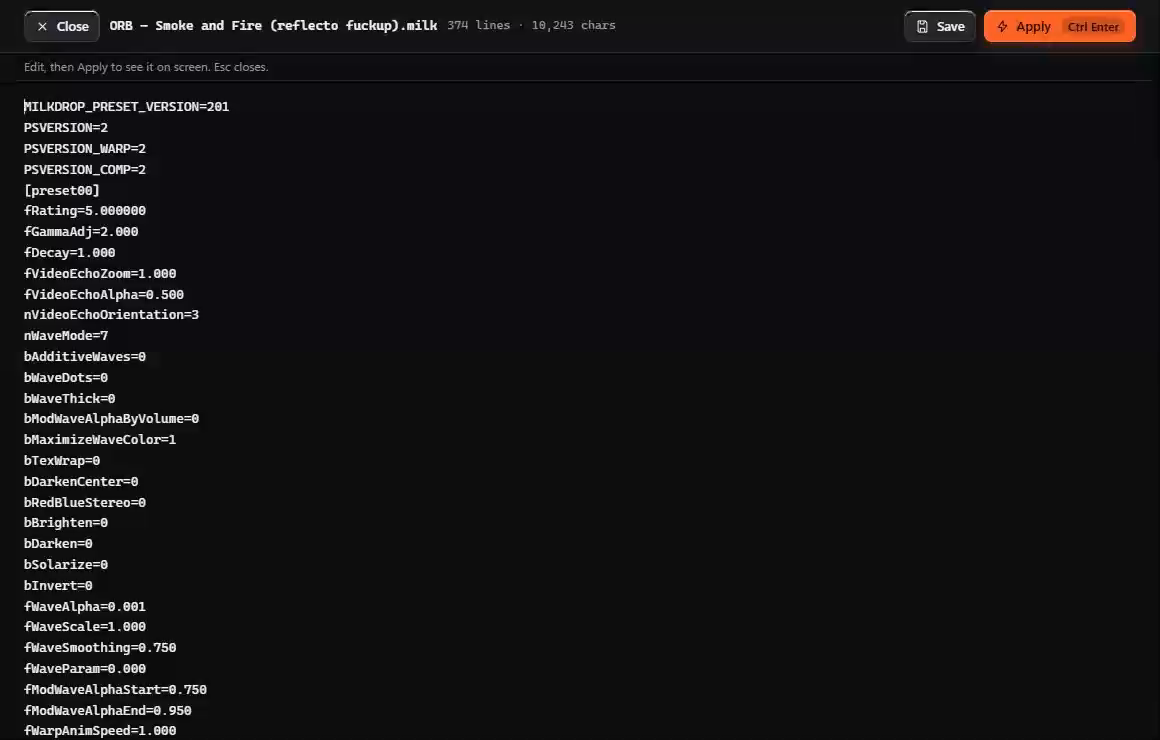 Close ORB – Smoke and Fire (reflecto fuckup).milk 374 lines · 10,243 chars Save Apply Ctrl Enter
Edit, then Apply to see it on screen. Esc closes.
MILKDROP_PRESET_VERSION=201
PSVERSION=2
PSVERSION_WARP=2
PSVERSION_COMP=2
[preset00]
fRating=5.000000
fGammaAdj=2.000
fDecay=1.000
fVideoEchoZoom=1.000
fVideoEchoAlpha=0.500
nVideoEchoOrientation=3
nWaveMode=7
bAdditiveWaves=0
bWaveDots=0
bWaveThick=0
bModWaveAlphaByVolume=0
bMaximizeWaveColor=1
bTexWrap=0
bDarkenCenter=0
bRedBlueStereo=0
bBrighten=0
bDarken=0
bSolarize=0
bInvert=0
fWaveAlpha=0.001
fWaveScale=1.000
fWaveSmoothing=0.750
fWaveParam=0.000
fModWaveAlphaStart=0.750
fModWaveAlphaEnd=0.950
fWarpAnimSpeed=1.000